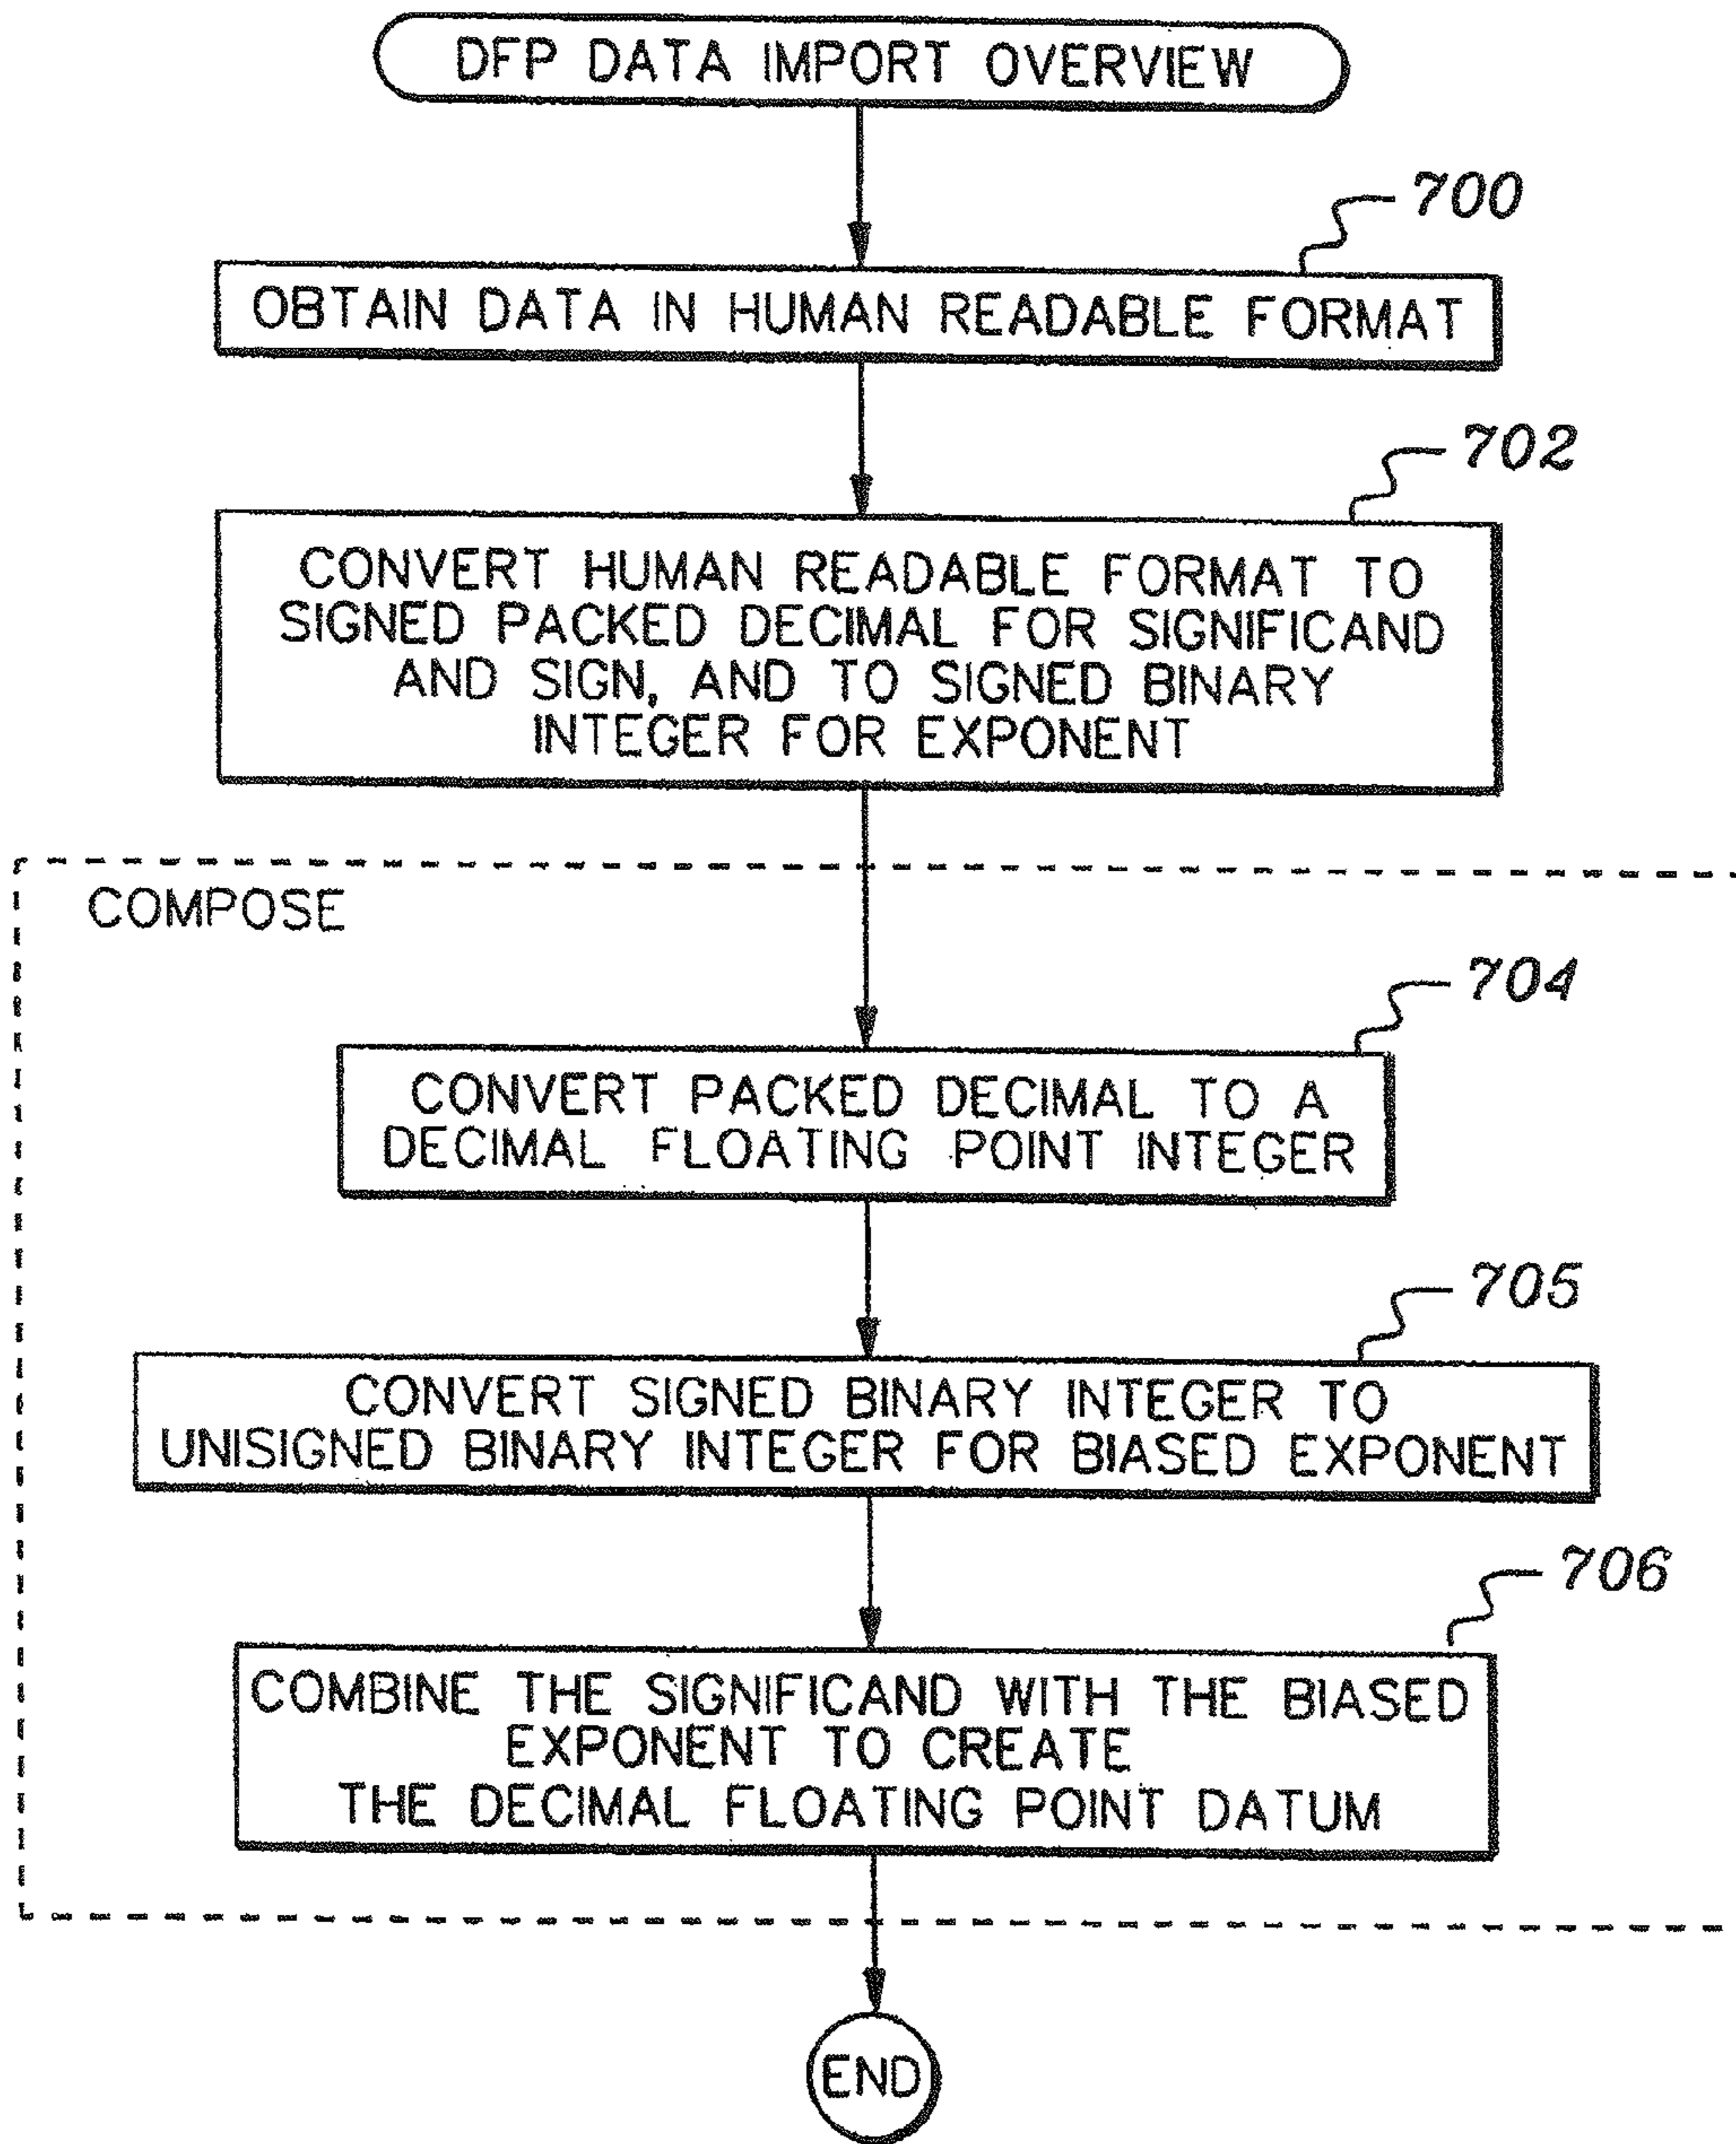 DFP DATA IMPORT OVERVIEW
700
OBTAIN DATA IN HUMAN READABLE FORMAT
702
CONVERT HUMAN READABLE FORMAT TO
SIGNED PACKED DECIMAL FOR SIGNIFICAND
AND SIGN, AND TO SIGNED BINARY
INTEGER FOR EXPONENT
COMPOSE
704
CONVERT PACKED DECIMAL TO A
DECIMAL FLOATING POINT INTEGER
705
CONVERT SIGNED BINARY INTEGER TO
UNISIGNED BINARY INTEGER FOR BIASED EXPONENT
706
COMBINE THE SIGNIFICAND WITH THE BIASED
EXPONENT TO CREATE
THE DECIMAL FLOATING POINT DATUM
END